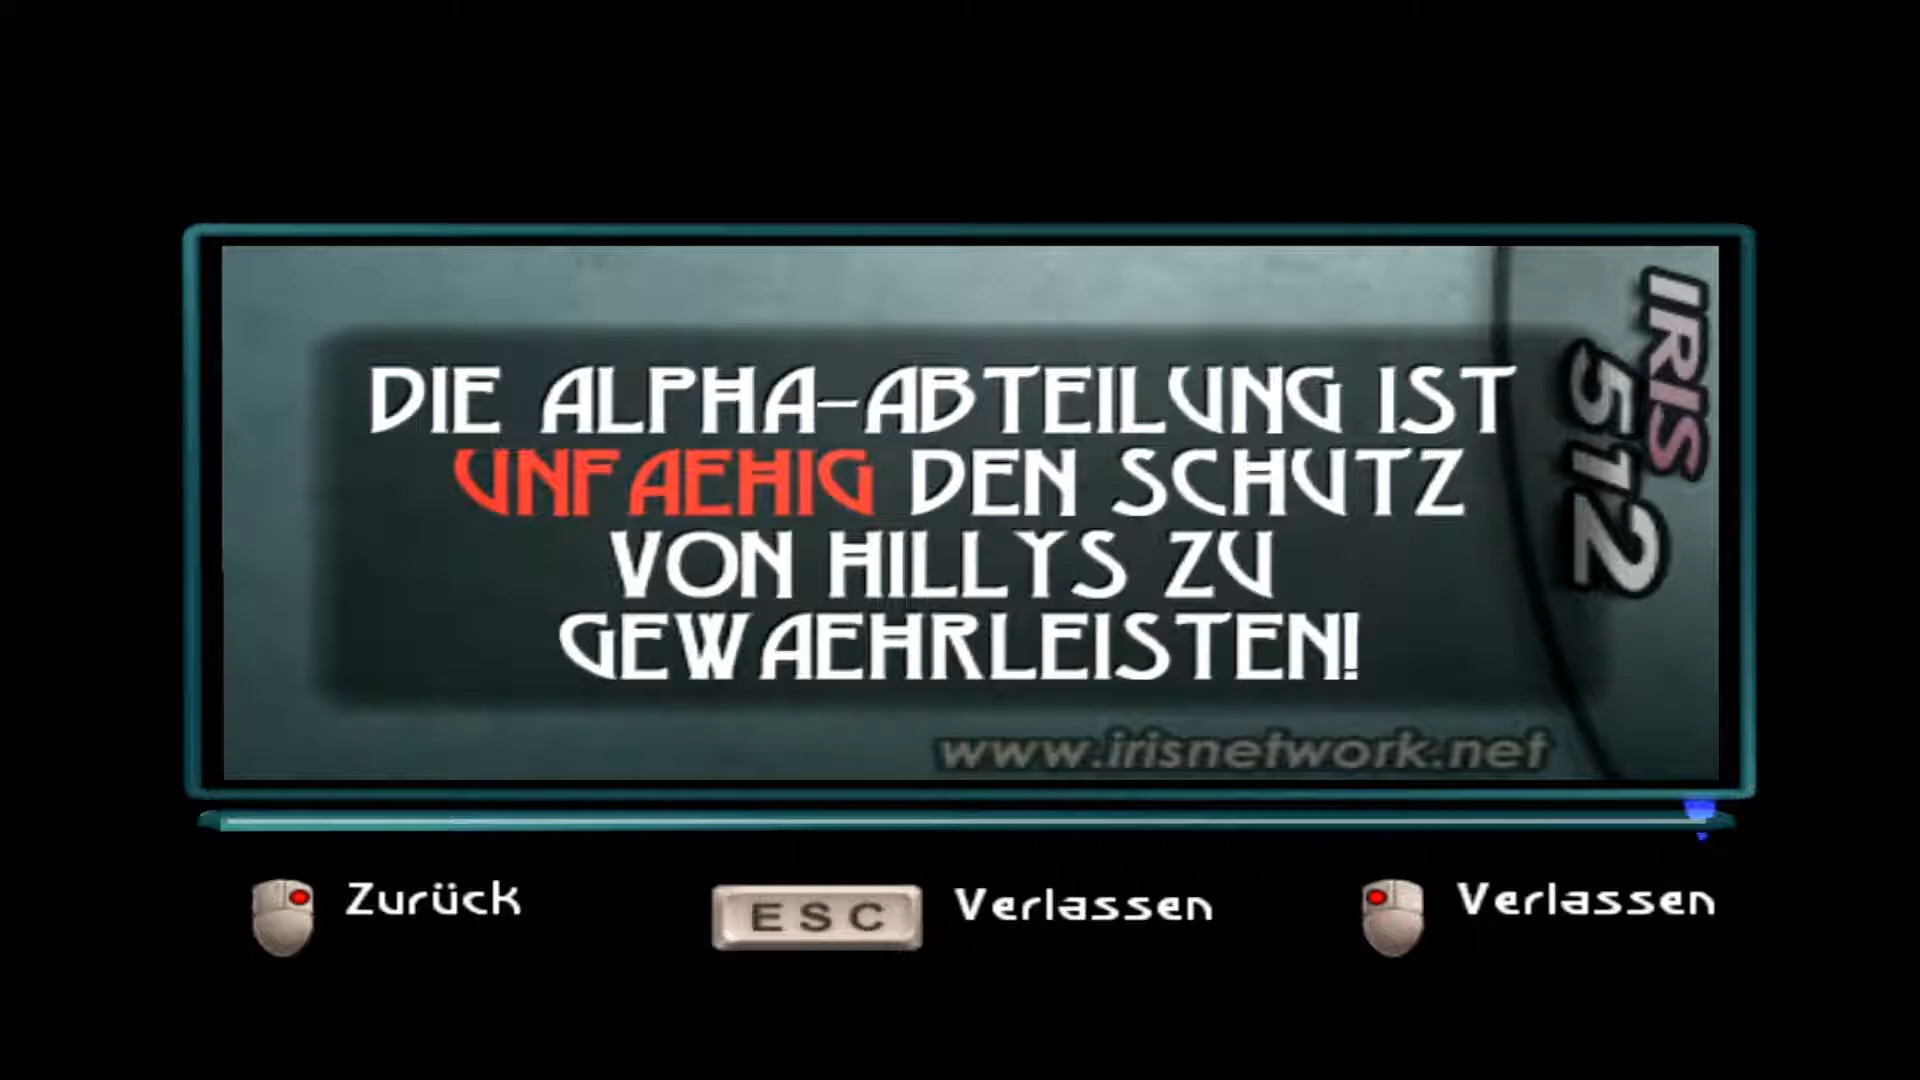 IRIS
512
DIE ALPHA-ABTEILUNG IST
UNFAEHIG DEN SCHUTZ
VON HILLYS ZU
GEWAEHRLEISTEN!
www.irisnetwork.net
Zurück
ESC Verlassen
Verlassen